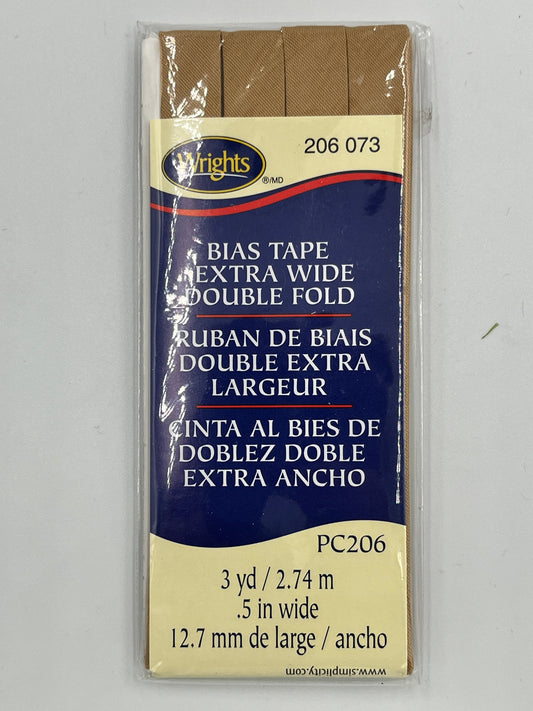 Wrights
®/MD
206 073
BIAS TAPE
EXTRA WIDE
DOUBLE FOLD
RUBAN DE BIAIS
DOUBLE EXTRA
LARGEUR
CINTA AL BIES DE
DOBLEZ DOBLE
EXTRA ANCHO
PC206
3 yd / 2.74 m
.5 in wide
12.7 mm de large / ancho
www.simplicity.com